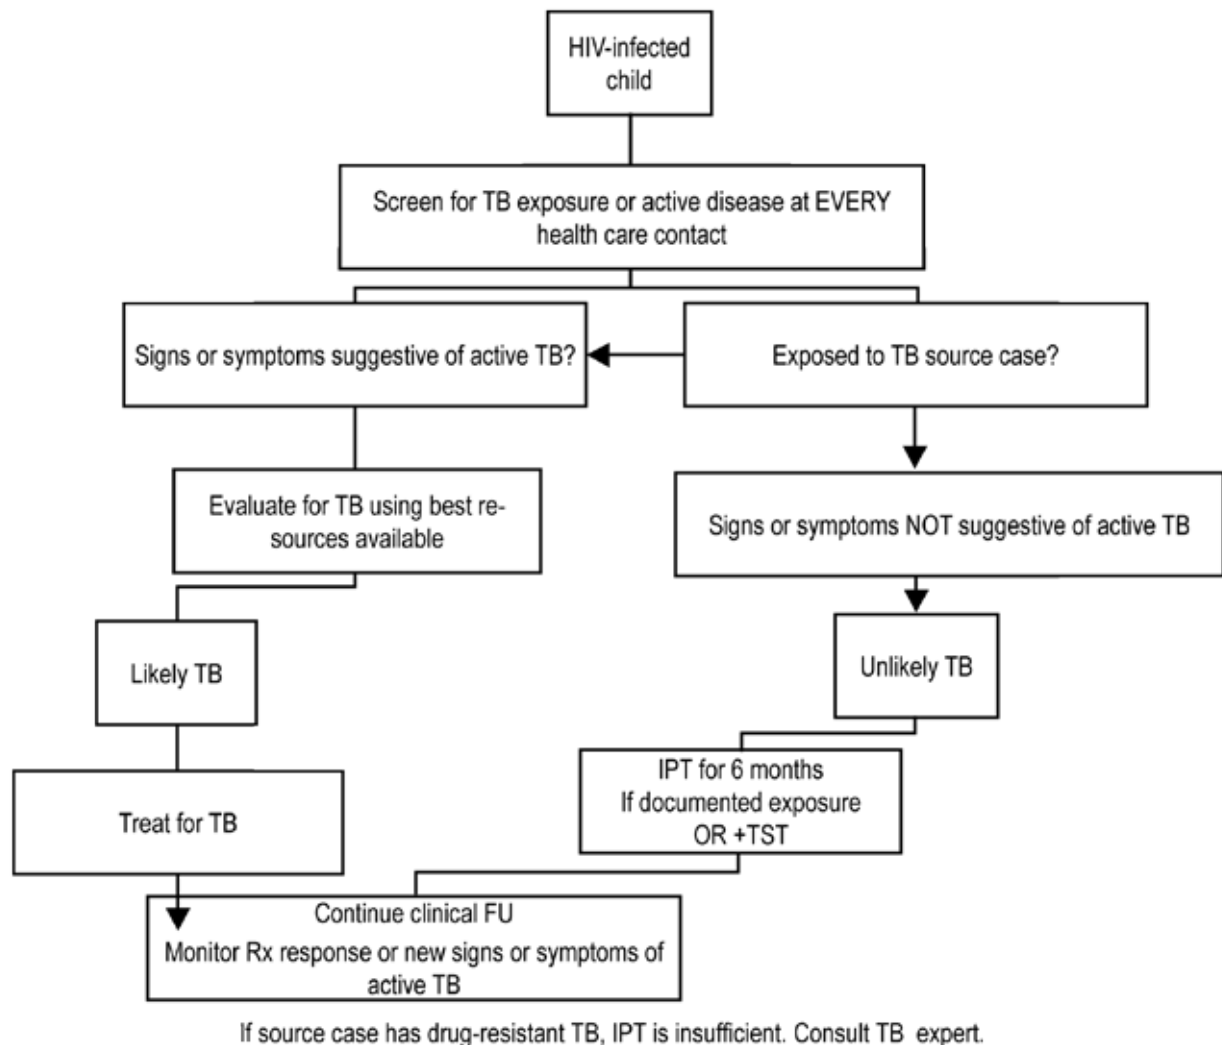 HIV-infected
child
Screen for TB exposure or active disease at EVERY
health care contact
Signs or symptoms suggestive of active TB?
Exposed to TB source case?
Evaluate for TB using best re-
sources available
Signs or symptoms NOT suggestive of active TB
Likely TB
Unlikely TB
Treat for TB
IPT for 6 months
If documented exposure
OR +TST
Continue clinical FU
Monitor Rx response or new signs or symptoms of
active TB
If source case has drug-resistant TB, IPT is insufficient. Consult TB expert.